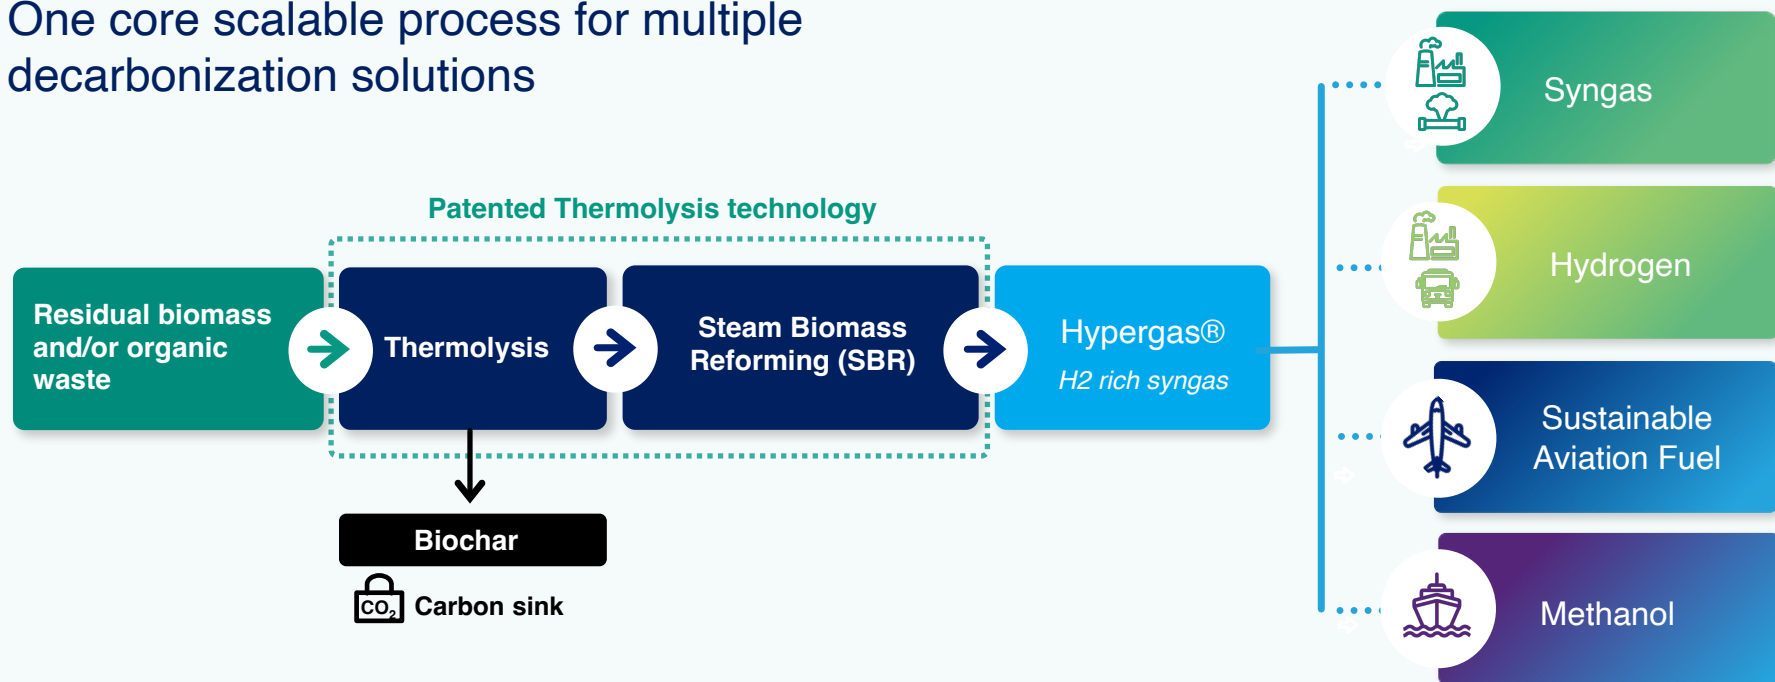 One core scalable process for multiple
decarbonization solutions
Patented Thermolysis technology
Residual biomass
and/or organic
waste
Thermolysis
Steam Biomass
Reforming (SBR)
Hypergas®
H2 rich syngas
Biochar
CO₂
Carbon sink
Syngas
Hydrogen
Sustainable
Aviation Fuel
Methanol